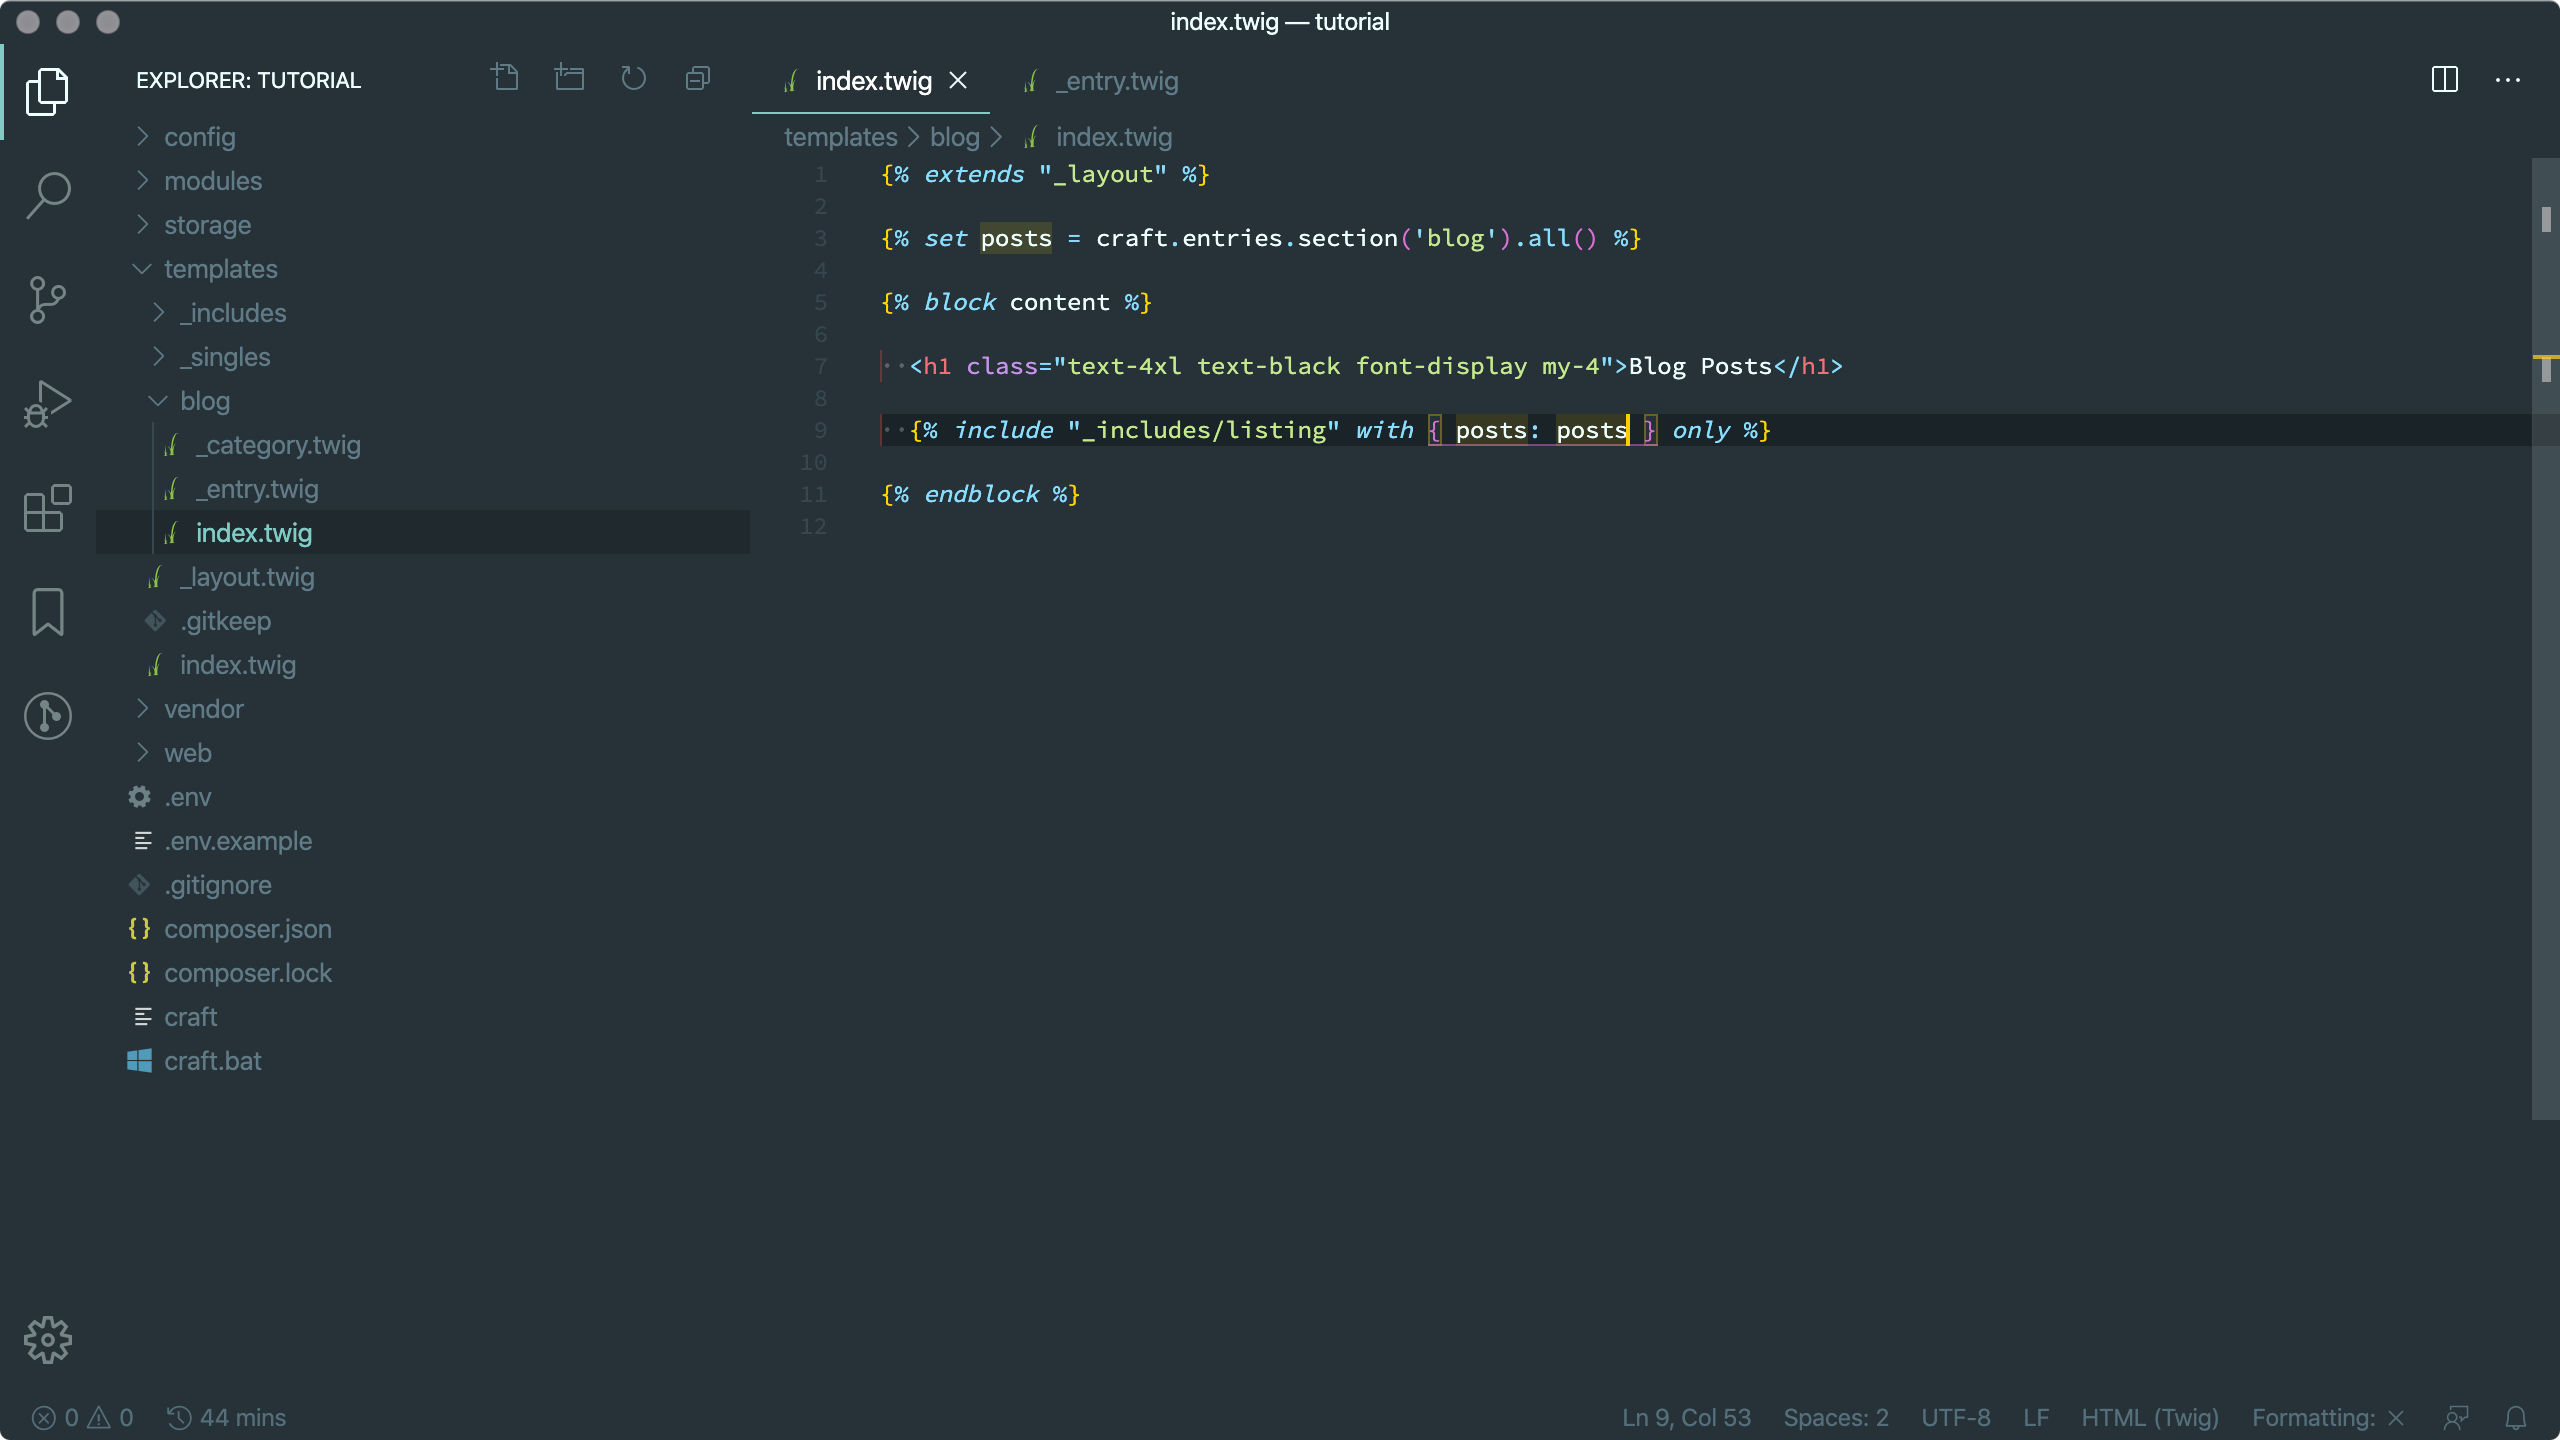 index.twig — tutorial
EXPLORER: TUTORIAL
config
modules
storage
templates
_includes
_singles
blog
_category.twig
_entry.twig
index.twig
_layout.twig
.gitkeep
index.twig
vendor
web
.env
.env.example
.gitignore
composer.json
composer.lock
craft
craft.bat
index.twig
_entry.twig
templates > blog > index.twig
1 {% extends "_layout" %}
2
3 {% set posts = craft.entries.section('blog').all() %}
4
5 {% block content %}
6
7 <h1 class="text-4xl text-black font-display my-4">Blog Posts</h1>
8
9 {% include "_includes/listing" with { posts: posts } only %}
10
11 {% endblock %}
12
0 0 44 mins
Ln 9, Col 53 Spaces: 2 UTF-8 LF HTML (Twig) Formatting: ×